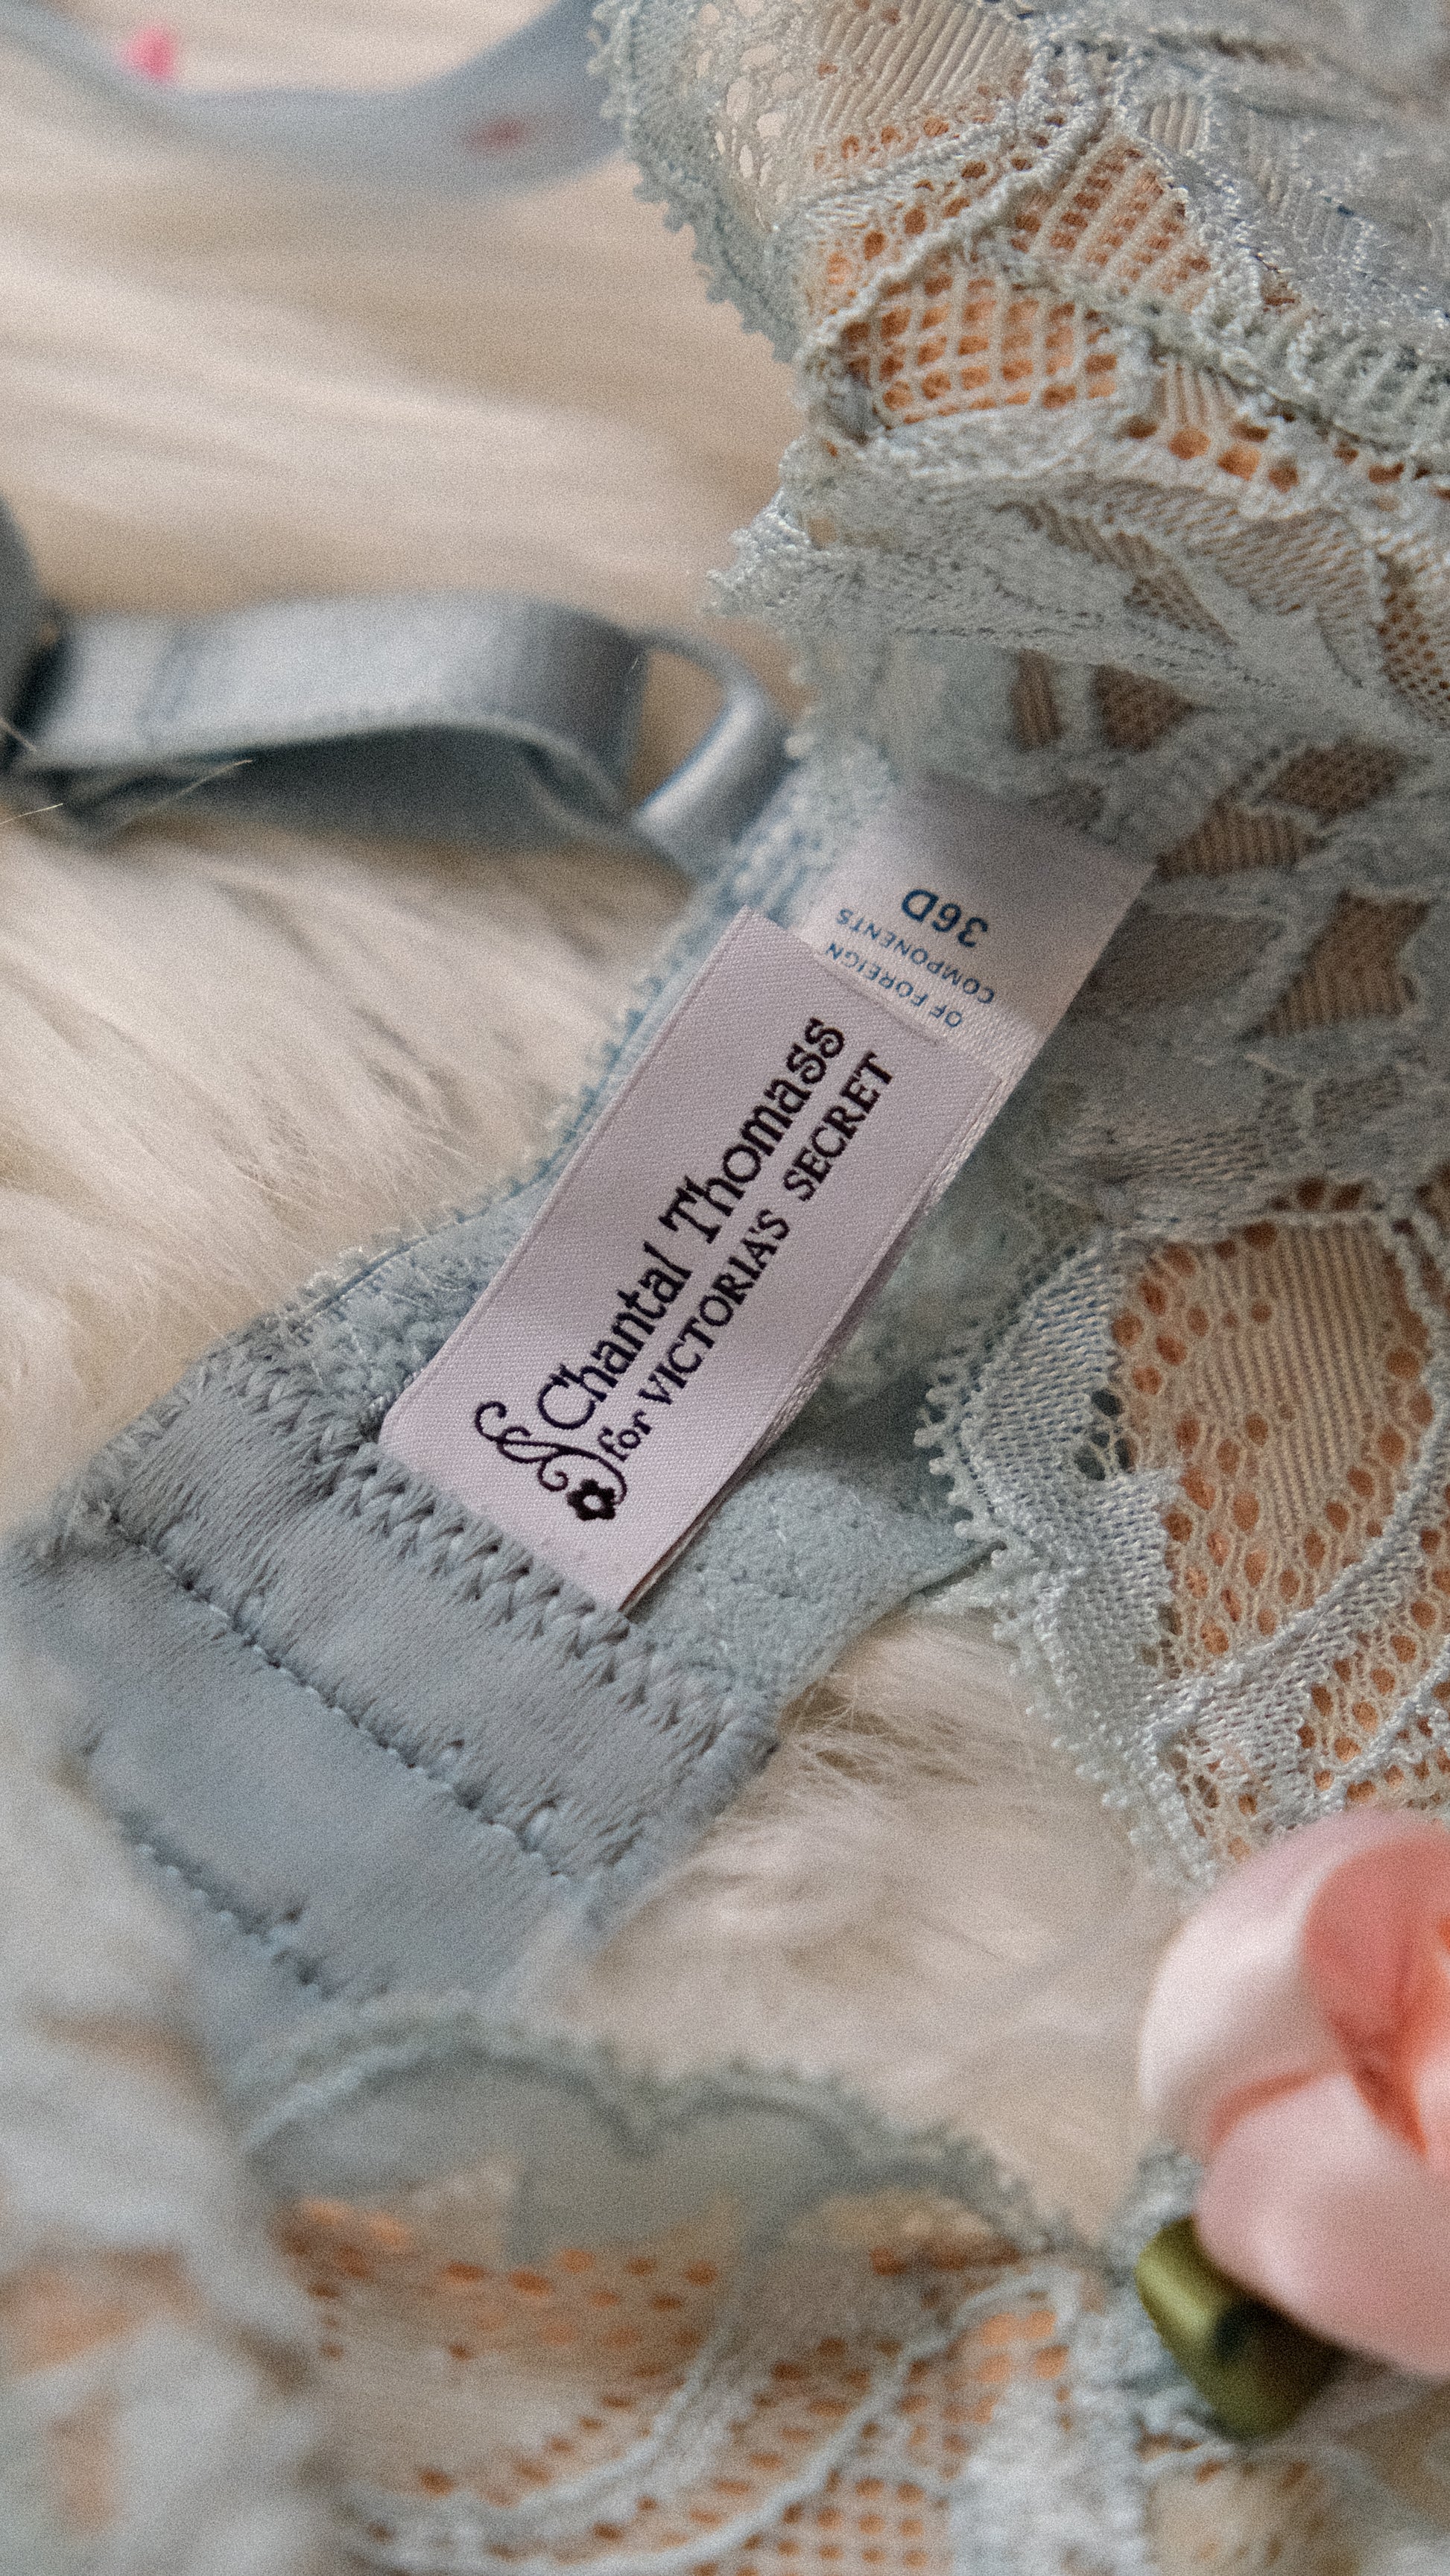 Chantal Thomass
for VICTORIA'S SECRET
OF FOREIGN
COMPONENTS
36D